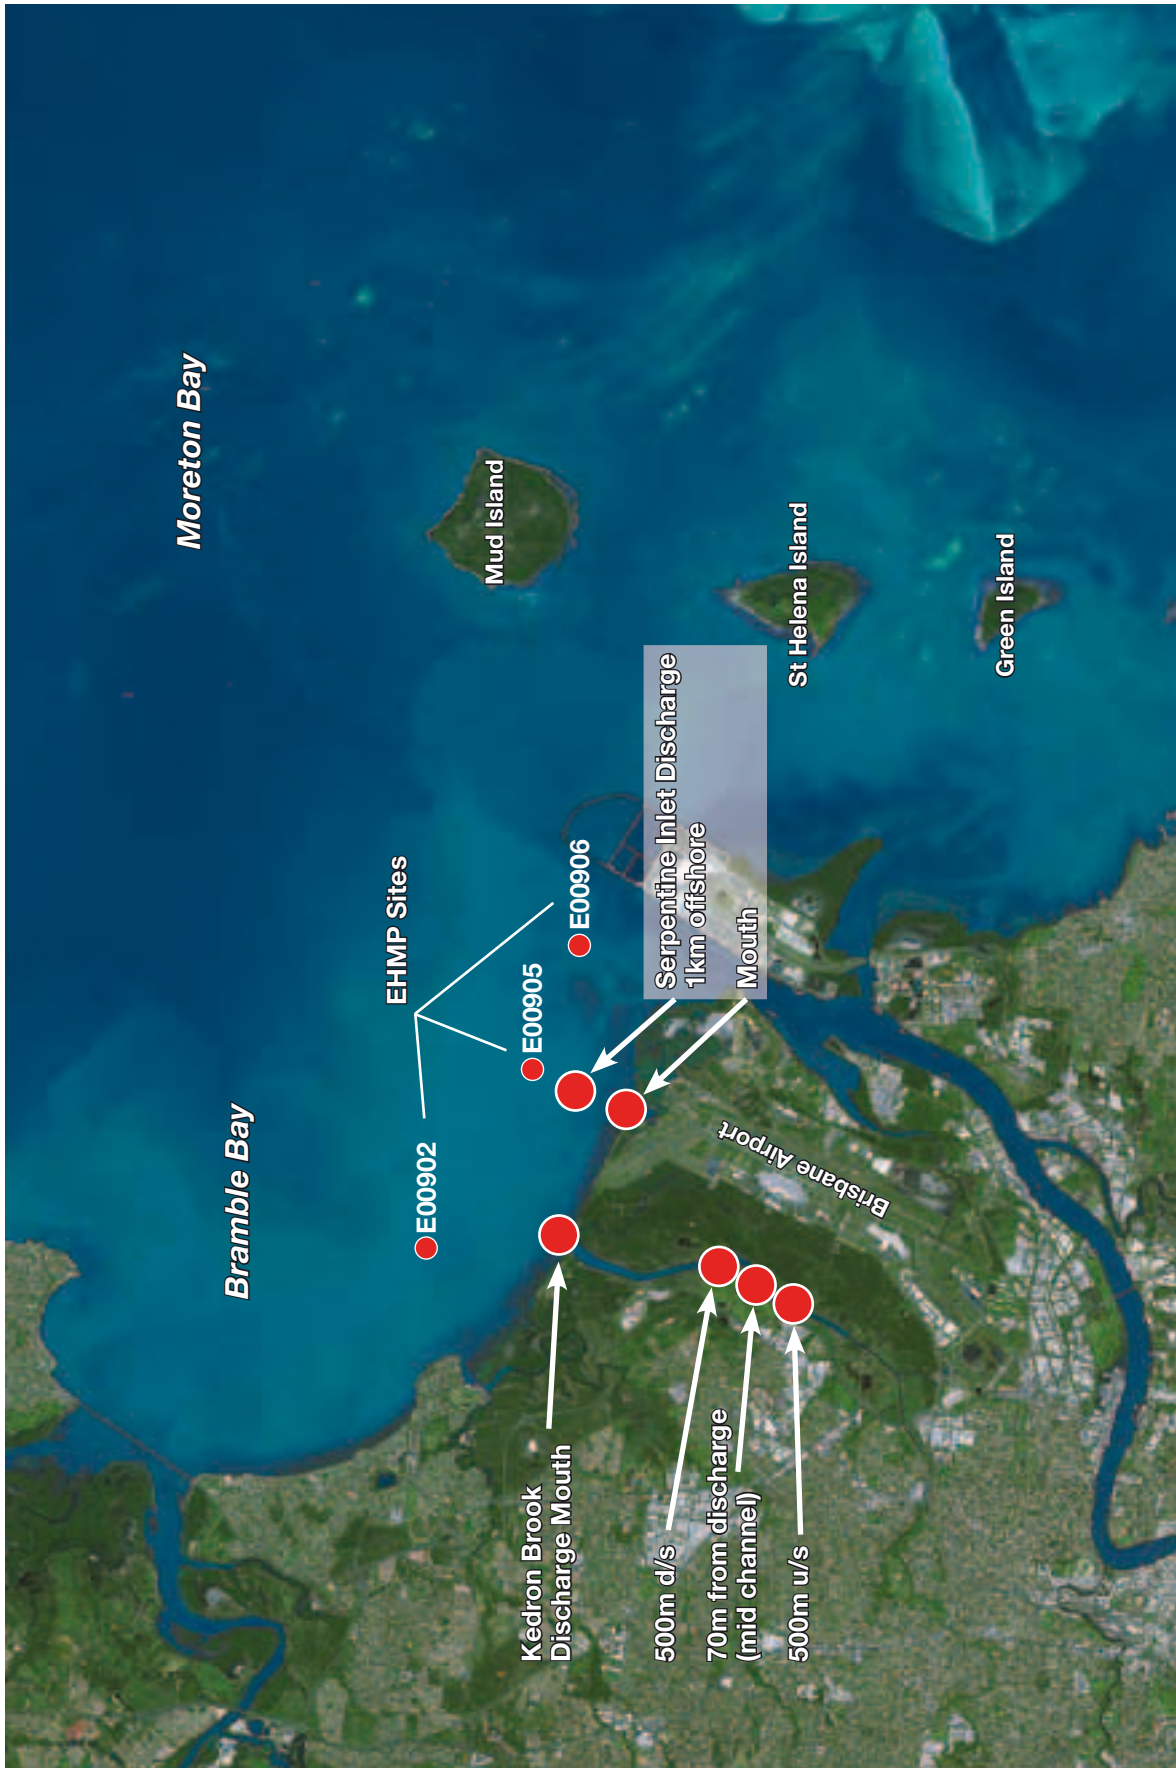 Moreton Bay
Bramble Bay
EHMP Sites
E00902
E00905
E00906
Mud Island
St Helena Island
Green Island
Serpentine Inlet Discharge
1km offshore
Mouth
Brisbane Airport
Kedron Brook
Discharge Mouth
500m d/s
70m from discharge
(mid channel)
500m u/s